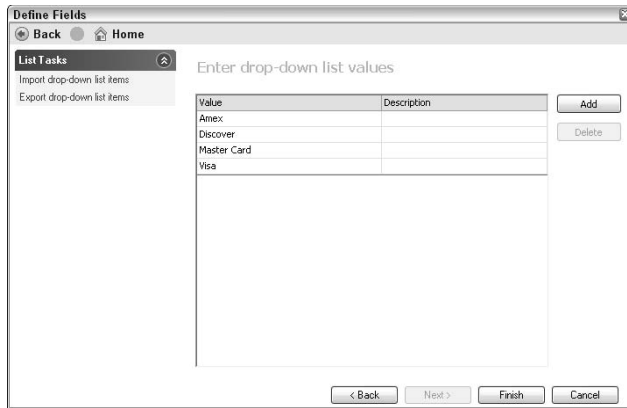 Define Fields
Back Home
List Tasks
Import drop-down list items
Export drop-down list items
Enter drop-down list values
Value Description
Amex
Discover
Master Card
Visa
Add
Delete
< Back Next > Finish Cancel